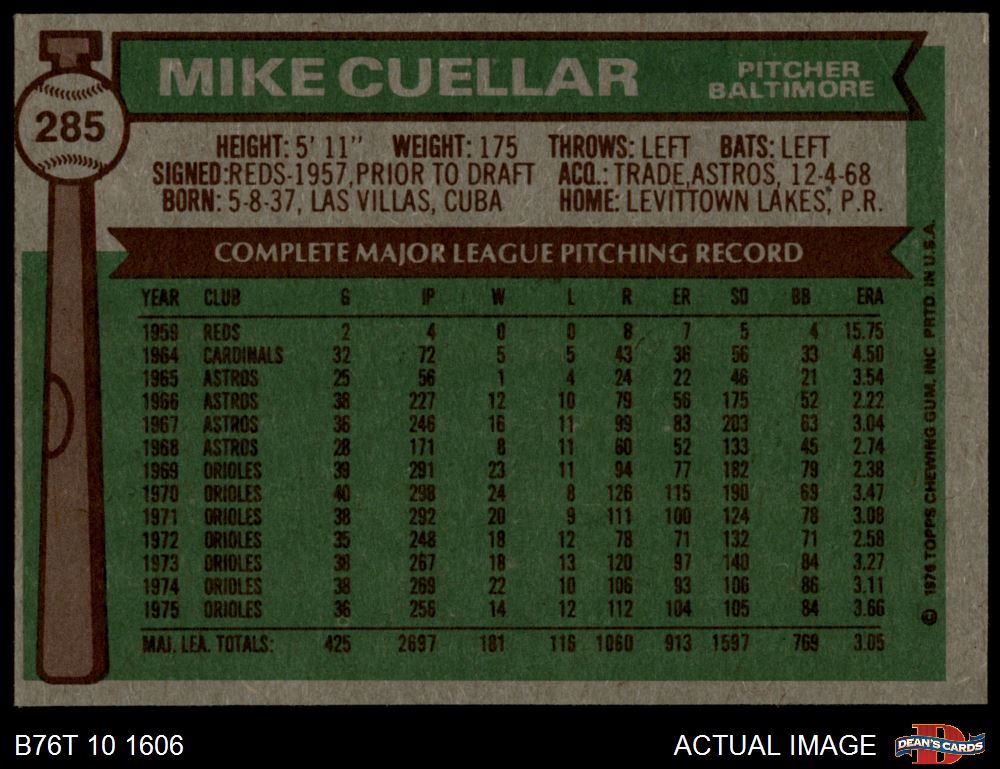 285
MIKE CUELLAR
PITCHER
BALTIMORE
HEIGHT: 5' 11" WEIGHT: 175 THROWS: LEFT BATS: LEFT
SIGNED: REDS-1957, PRIOR TO DRAFT ACQ.: TRADE, ASTROS, 12-4-68
BORN: 5-8-37, LAS VILLAS, CUBA HOME: LEVITTOWN LAKES, P.R.
COMPLETE MAJOR LEAGUE PITCHING RECORD
YEAR CLUB G IP W L R ER SO BB ERA
1959 REDS 2 4 0 0 8 7 5 4 15.75
1964 CARDINALS 32 72 5 5 43 36 56 33 4.50
1965 ASTROS 25 56 1 4 24 22 46 21 3.54
1966 ASTROS 38 227 12 10 79 56 175 52 2.22
1967 ASTROS 36 246 16 11 99 83 203 63 3.04
1968 ASTROS 28 171 8 11 60 52 133 45 2.74
1969 ORIOLES 39 291 23 11 94 77 182 79 2.38
1970 ORIOLES 40 298 24 8 126 115 190 69 3.47
1971 ORIOLES 38 292 20 9 111 100 124 78 3.08
1972 ORIOLES 35 248 18 12 78 71 132 71 2.58
1973 ORIOLES 38 267 18 13 120 97 140 84 3.27
1974 ORIOLES 38 269 22 10 106 93 106 86 3.11
1975 ORIOLES 36 256 14 12 112 104 105 84 3.66
MAJ. LEA. TOTALS: 425 2697 181 116 1060 913 1597 769 3.05
© 1976 TOPPS CHEWING GUM, INC PRTD. IN U.S.A.
B76T 10 1606
ACTUAL IMAGE
D
DEAN'S CARDS